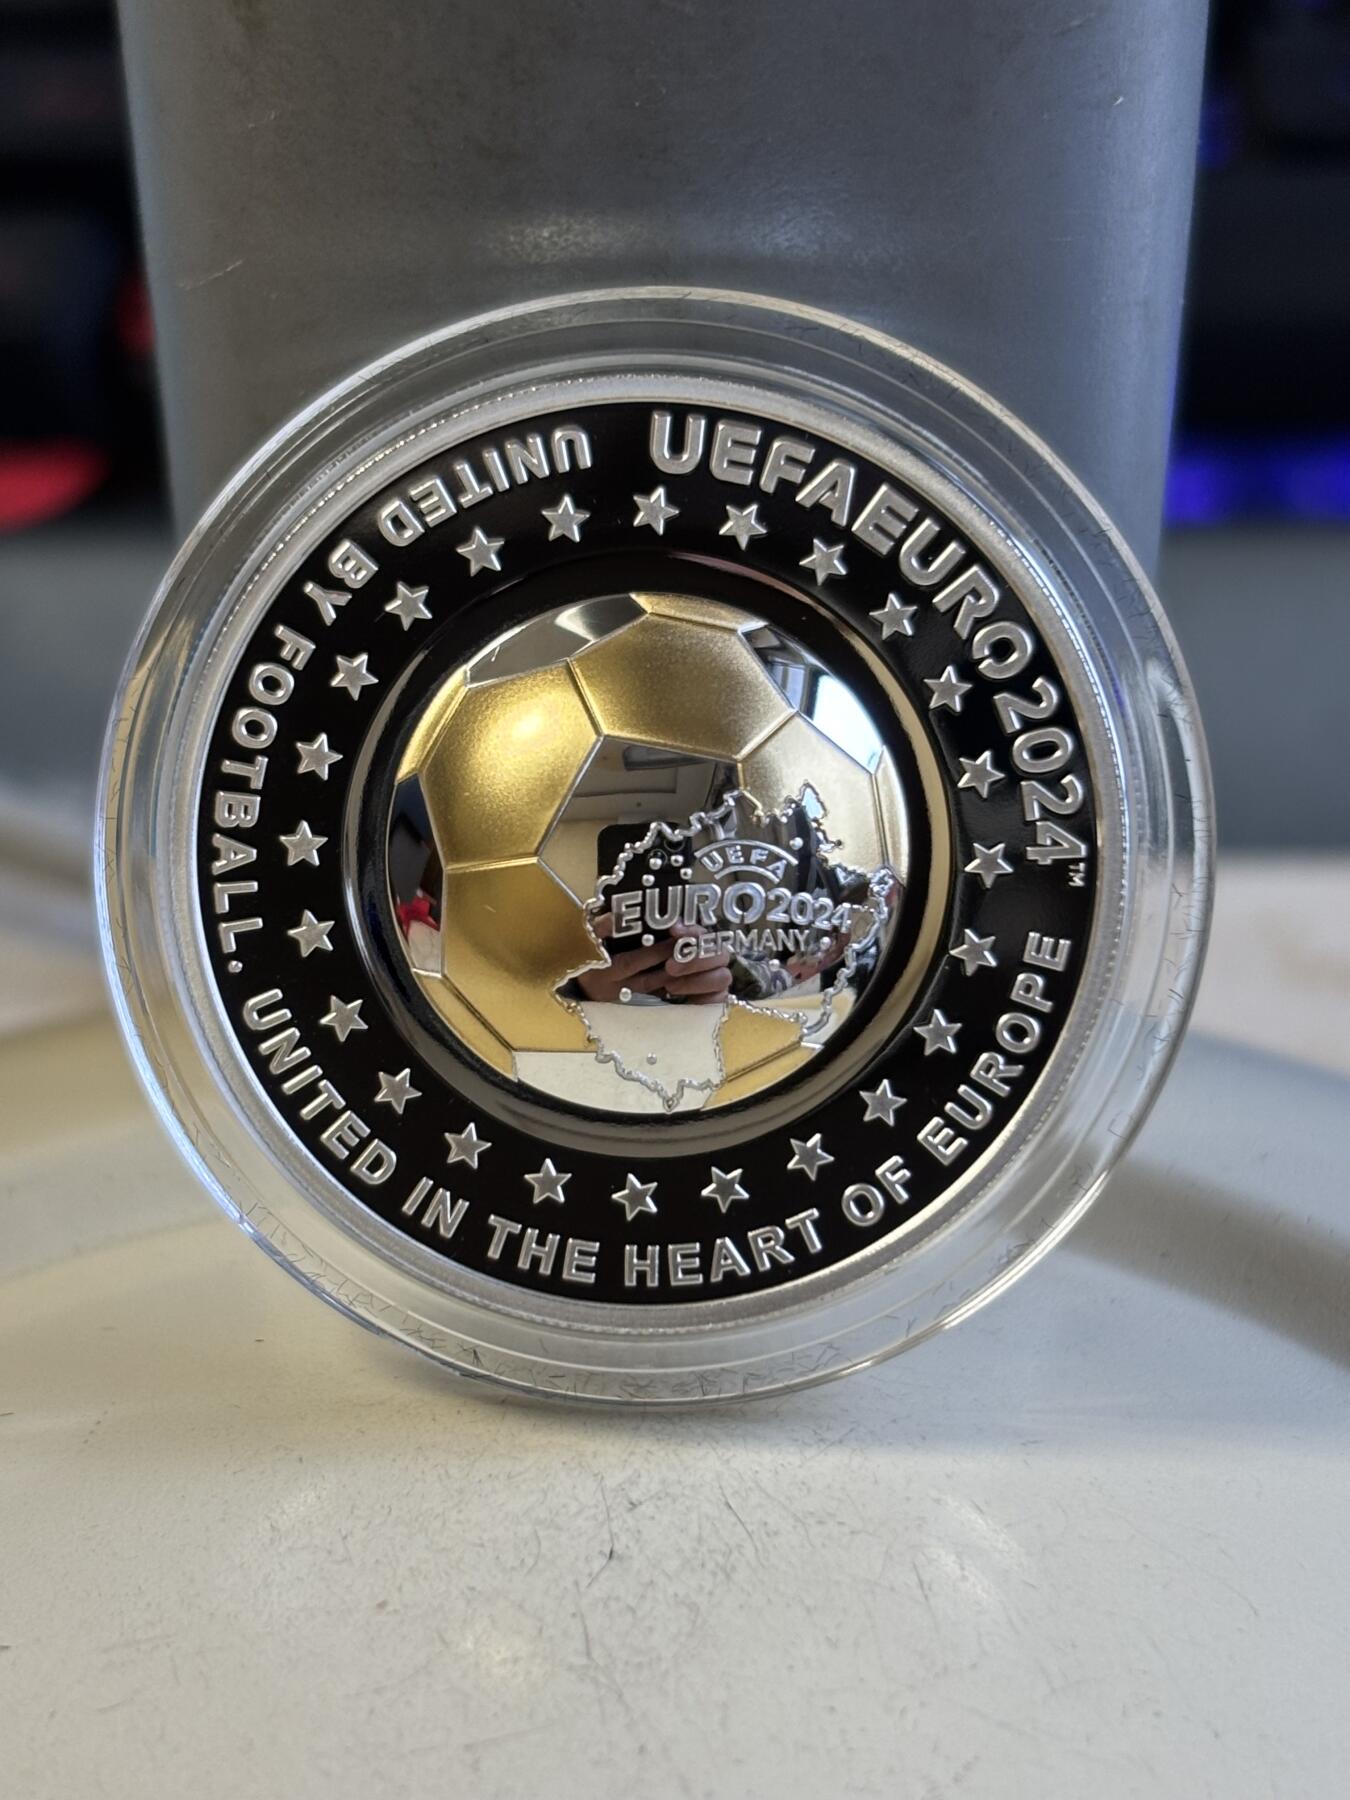 UEFAEURO2024™
UNITED BY FOOTBALL. UNITED IN THE HEART OF EUROPE
UEFA
EURO2024
GERMANY